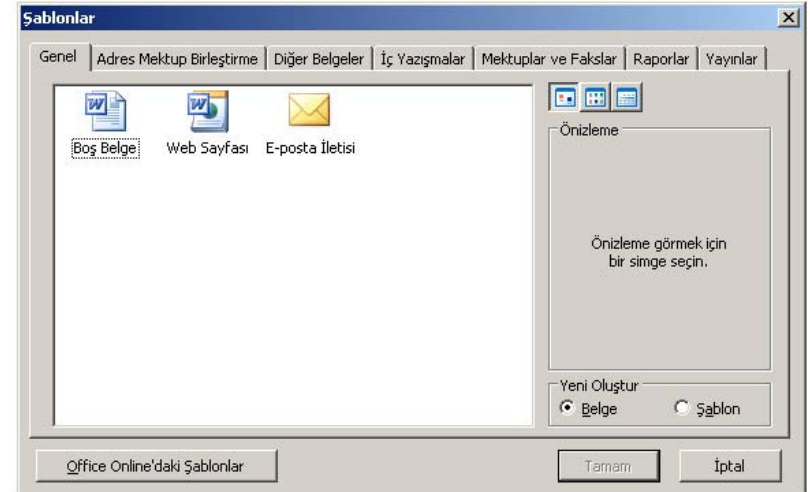 Şablonlar
Genel Adres Mektup Birleştirme Diğer Belgeler İç Yazışmalar Mektuplar ve Fakslar Raporlar Yayınlar
Boş Belge Web Sayfası E-posta İletisi
Önizleme
Önizleme görmek için
bir simge seçin.
Yeni Oluştur
Belge Şablon
Office Online'daki Şablonlar Tamam İptal